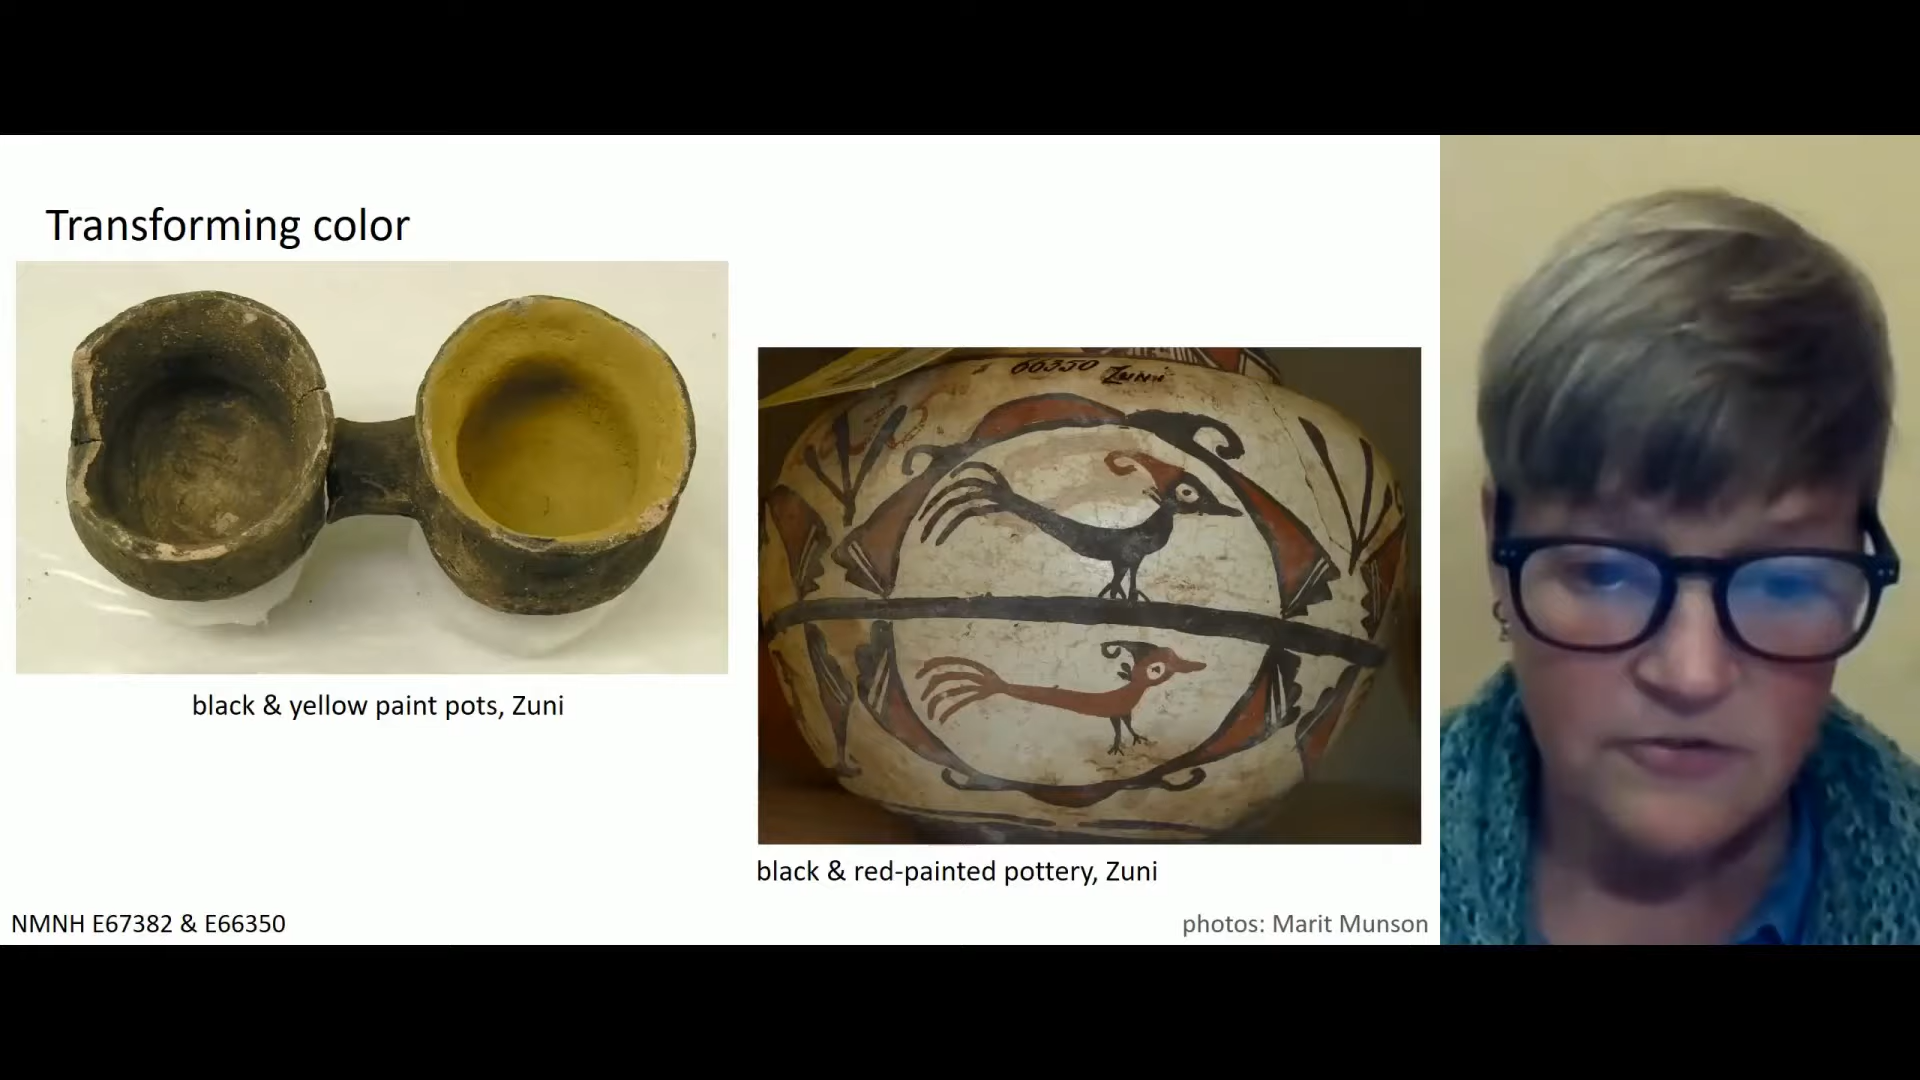 Transforming color
66350 Zuni
black & yellow paint pots, Zuni
black & red-painted pottery, Zuni
NMNH E67382 & E66350
photos: Marit Munson